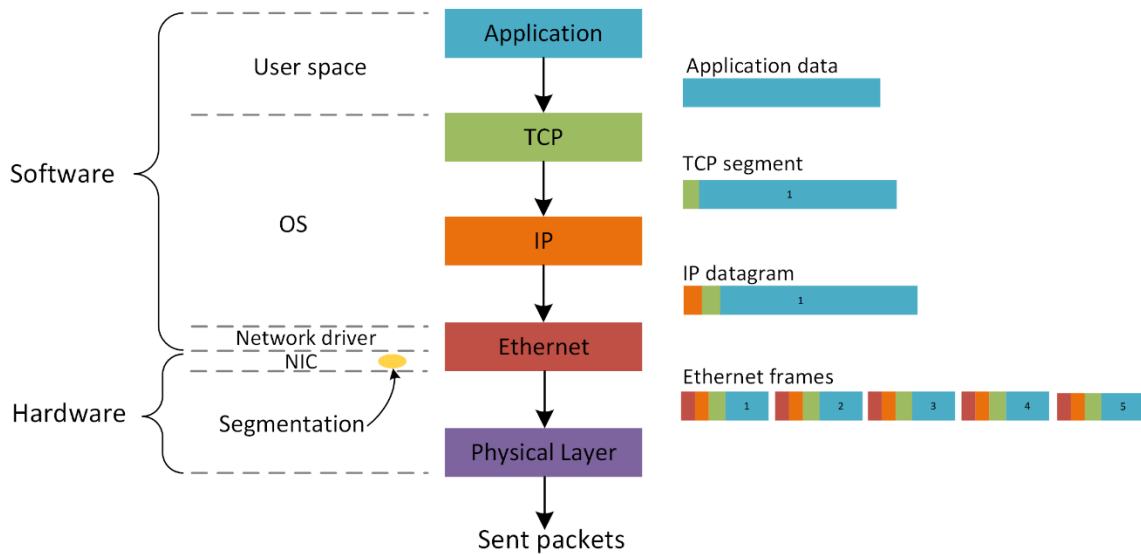 Application
User space
Application data
TCP
TCP segment
Software
1
OS
IP
IP datagram
1
Network driver
Ethernet
NIC
Ethernet frames
1 2 3 4 5
Hardware
Segmentation
Physical Layer
Sent packets